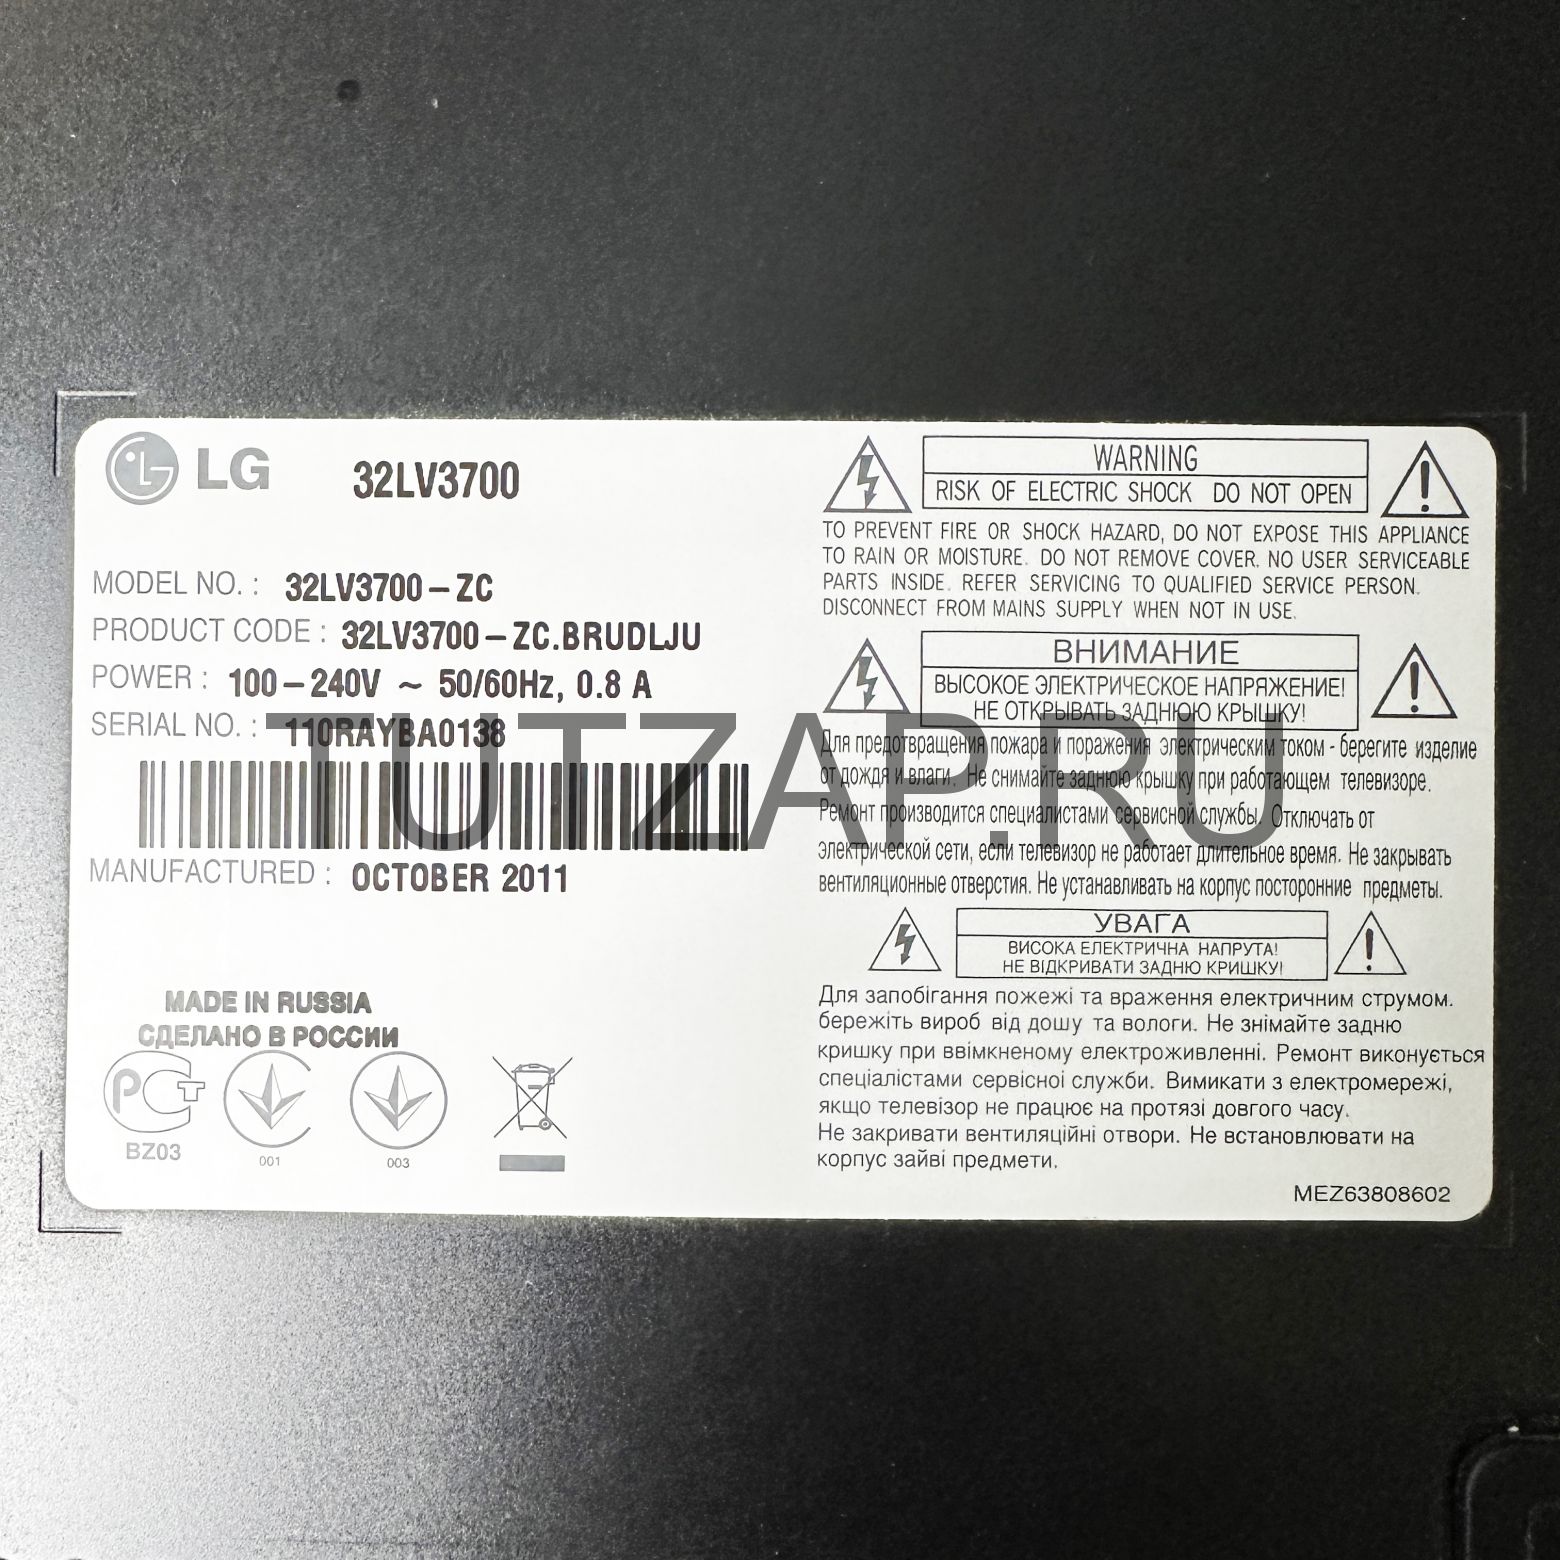 LG 32LV3700
MODEL NO. : 32LV3700-ZC
PRODUCT CODE : 32LV3700-ZC.BRUDLJU
POWER : 100-240V ~ 50/60Hz, 0.8 A
SERIAL NO. : 110RAYBA0138
MANUFACTURED : OCTOBER 2011
MADE IN RUSSIA
СДЕЛАНО В РОССИИ
РСТ
BZ03
001
003
WARNING
RISK OF ELECTRIC SHOCK DO NOT OPEN
TO PREVENT FIRE OR SHOCK HAZARD, DO NOT EXPOSE THIS APPLIANCE
TO RAIN OR MOISTURE. DO NOT REMOVE COVER. NO USER SERVICEABLE
PARTS INSIDE. REFER SERVICING TO QUALIFIED SERVICE PERSON.
DISCONNECT FROM MAINS SUPPLY WHEN NOT IN USE.
ВНИМАНИЕ
ВЫСОКОЕ ЭЛЕКТРИЧЕСКОЕ НАПРЯЖЕНИЕ!
НЕ ОТКРЫВАТЬ ЗАДНЮЮ КРЫШКУ!
Для предотвращения пожара и поражения электрическим током - берегите изделие
от дождя и влаги. Не снимайте заднюю крышку при работающем телевизоре.
Ремонт производится специалистами сервисной службы. Отключать от
электрической сети, если телевизор не работает длительное время. Не закрывать
вентиляционные отверстия. Не устанавливать на корпус посторонние предметы.
УВАГА
ВИСОКА ЕЛЕКТРИЧНА НАПРУГА!
НЕ ВІДКРИВАТИ ЗАДНЮ КРИШКУ!
Для запобігання пожежі та враження електричним струмом.
бережіть вироб від дощу та вологи. Не знімайте задню
кришку при ввімкненому електроживленні. Ремонт виконується
спеціалістами сервісної служби. Вимикати з електромережі,
якщо телевізор не працює на протязі довгого часу.
Не закривати вентиляційні отвори. Не встановлювати на
корпус зайві предмети.
MEZ63808602
TUTZAP.RU